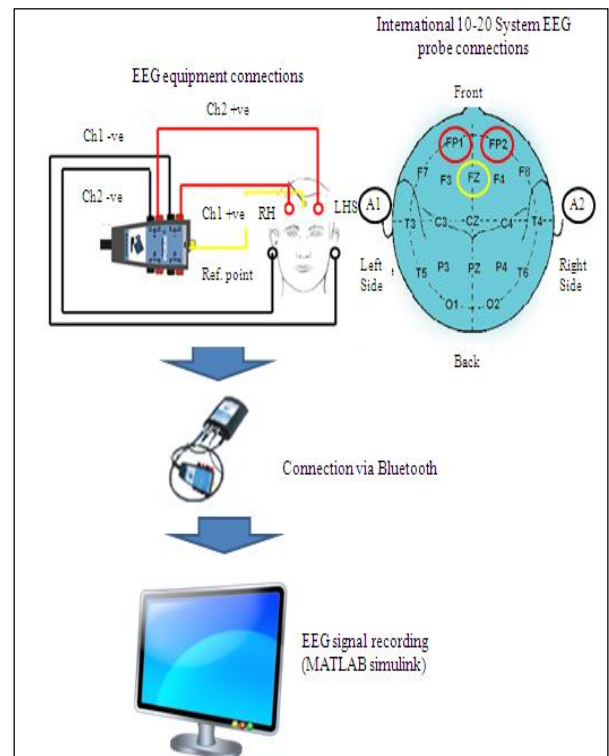 International 10-20 System EEG
probe connections
EEG equipment connections
Front
Ch2 +ve
Ch1 -ve
Ch2 -ve
Ch1 +ve
RH
LHS
Ref. point
FP1
FP2
F7
F3
FZ
F4
F8
A1
A2
T3
C3
CZ
C4
T4
Left
Side
Right
Side
T5
P3
PZ
P4
T6
O1
O2
Back
Connection via Bluetooth
EEG signal recording
(MATLAB simulink)